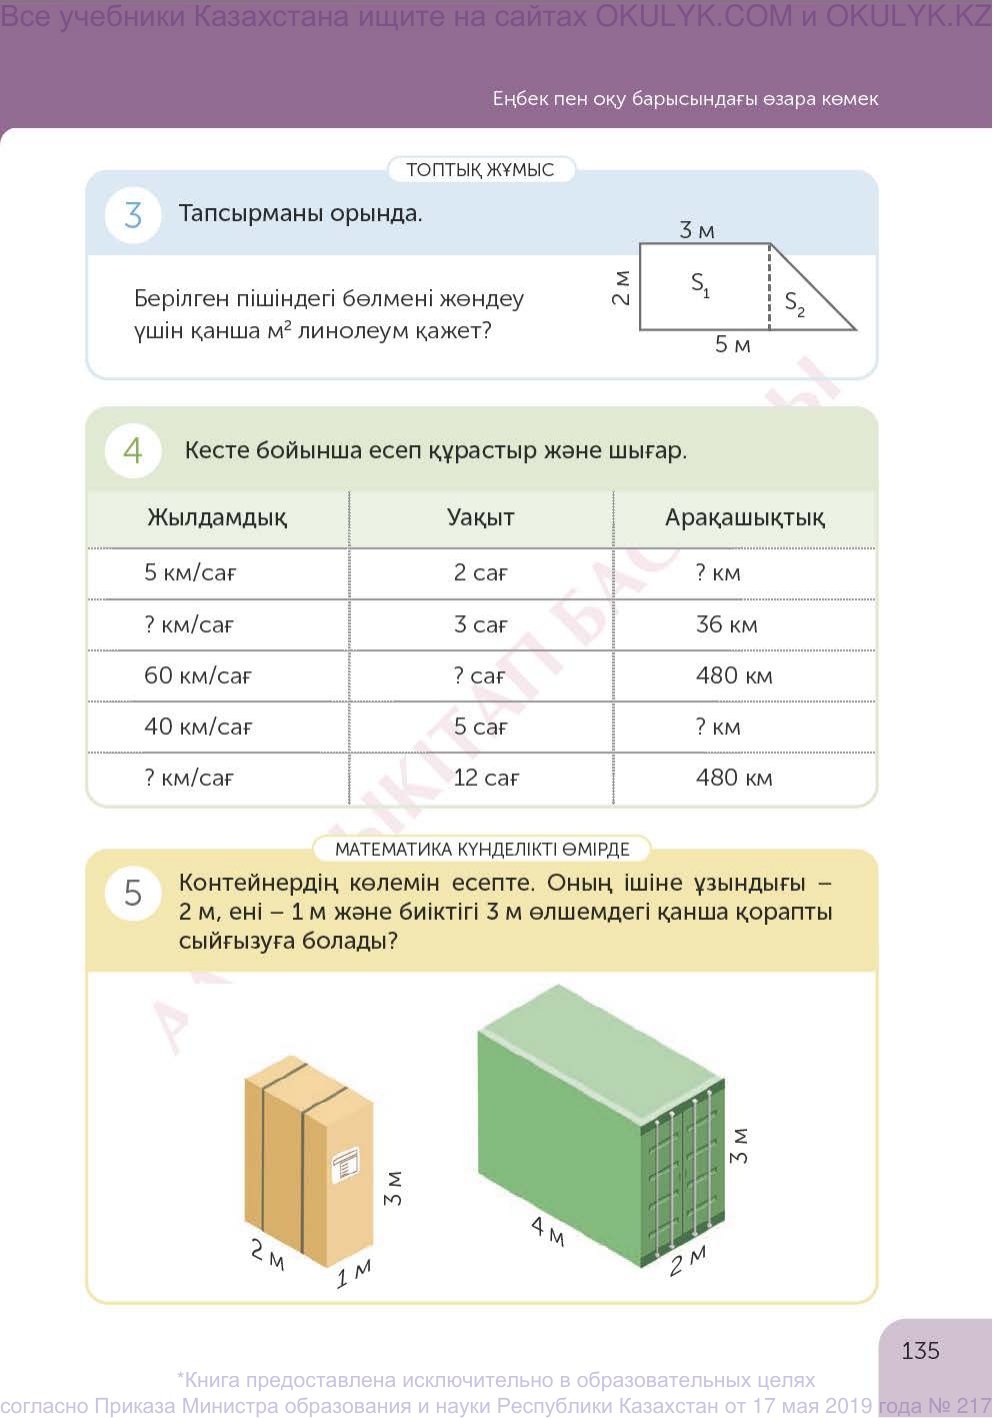 Все учебники Казахстана ищите на сайтах OKULYK.COM и OKULYK.KZ
Еңбек пен оқу барысындағы өзара көмек
ТОПТЫҚ ЖҰМЫС
3 Тапсырманы орында.
Берілген пішіндегі бөлмені жөндеу
үшін қанша м² линолеум қажет?
3 м
2 м
S₁
S₂
5 м
4 Кесте бойынша есеп құрастыр және шығар.
Жылдамдық Уақыт Арақашықтық
5 км/сағ 2 сағ ? км
? км/сағ 3 сағ 36 км
60 км/сағ ? сағ 480 км
40 км/сағ 5 сағ ? км
? км/сағ 12 сағ 480 км
МАТЕМАТИКА КҮНДЕЛІКТІ ӨМІРДЕ
5 Контейнердің көлемін есепте. Оның ішіне ұзындығы –
2 м, ені – 1 м және биіктігі 3 м өлшемдегі қанша қорапты
сыйғызуға болады?
3 м
2 м
1 м
3 м
4 м
2 м
135
*Книга предоставлена исключительно в образовательных целях
согласно Приказа Министра образования и науки Республики Казахстан от 17 мая 2019 года № 217